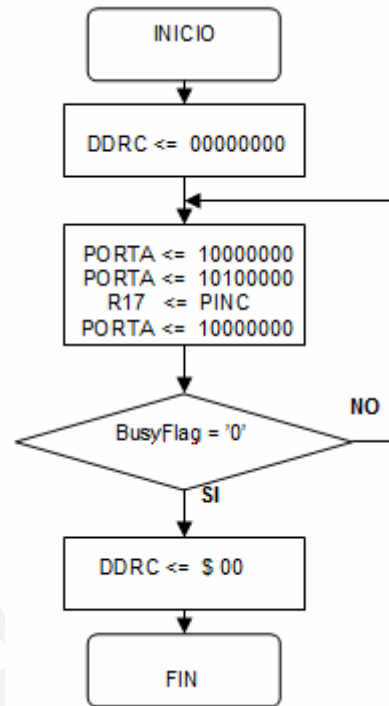 INICIO
DDRC <= 00000000
PORTA <= 10000000
PORTA <= 10100000
R17 <= PINC
PORTA <= 10000000
BusyFlag = '0'
NO
SI
DDRC <= $ 00
FIN